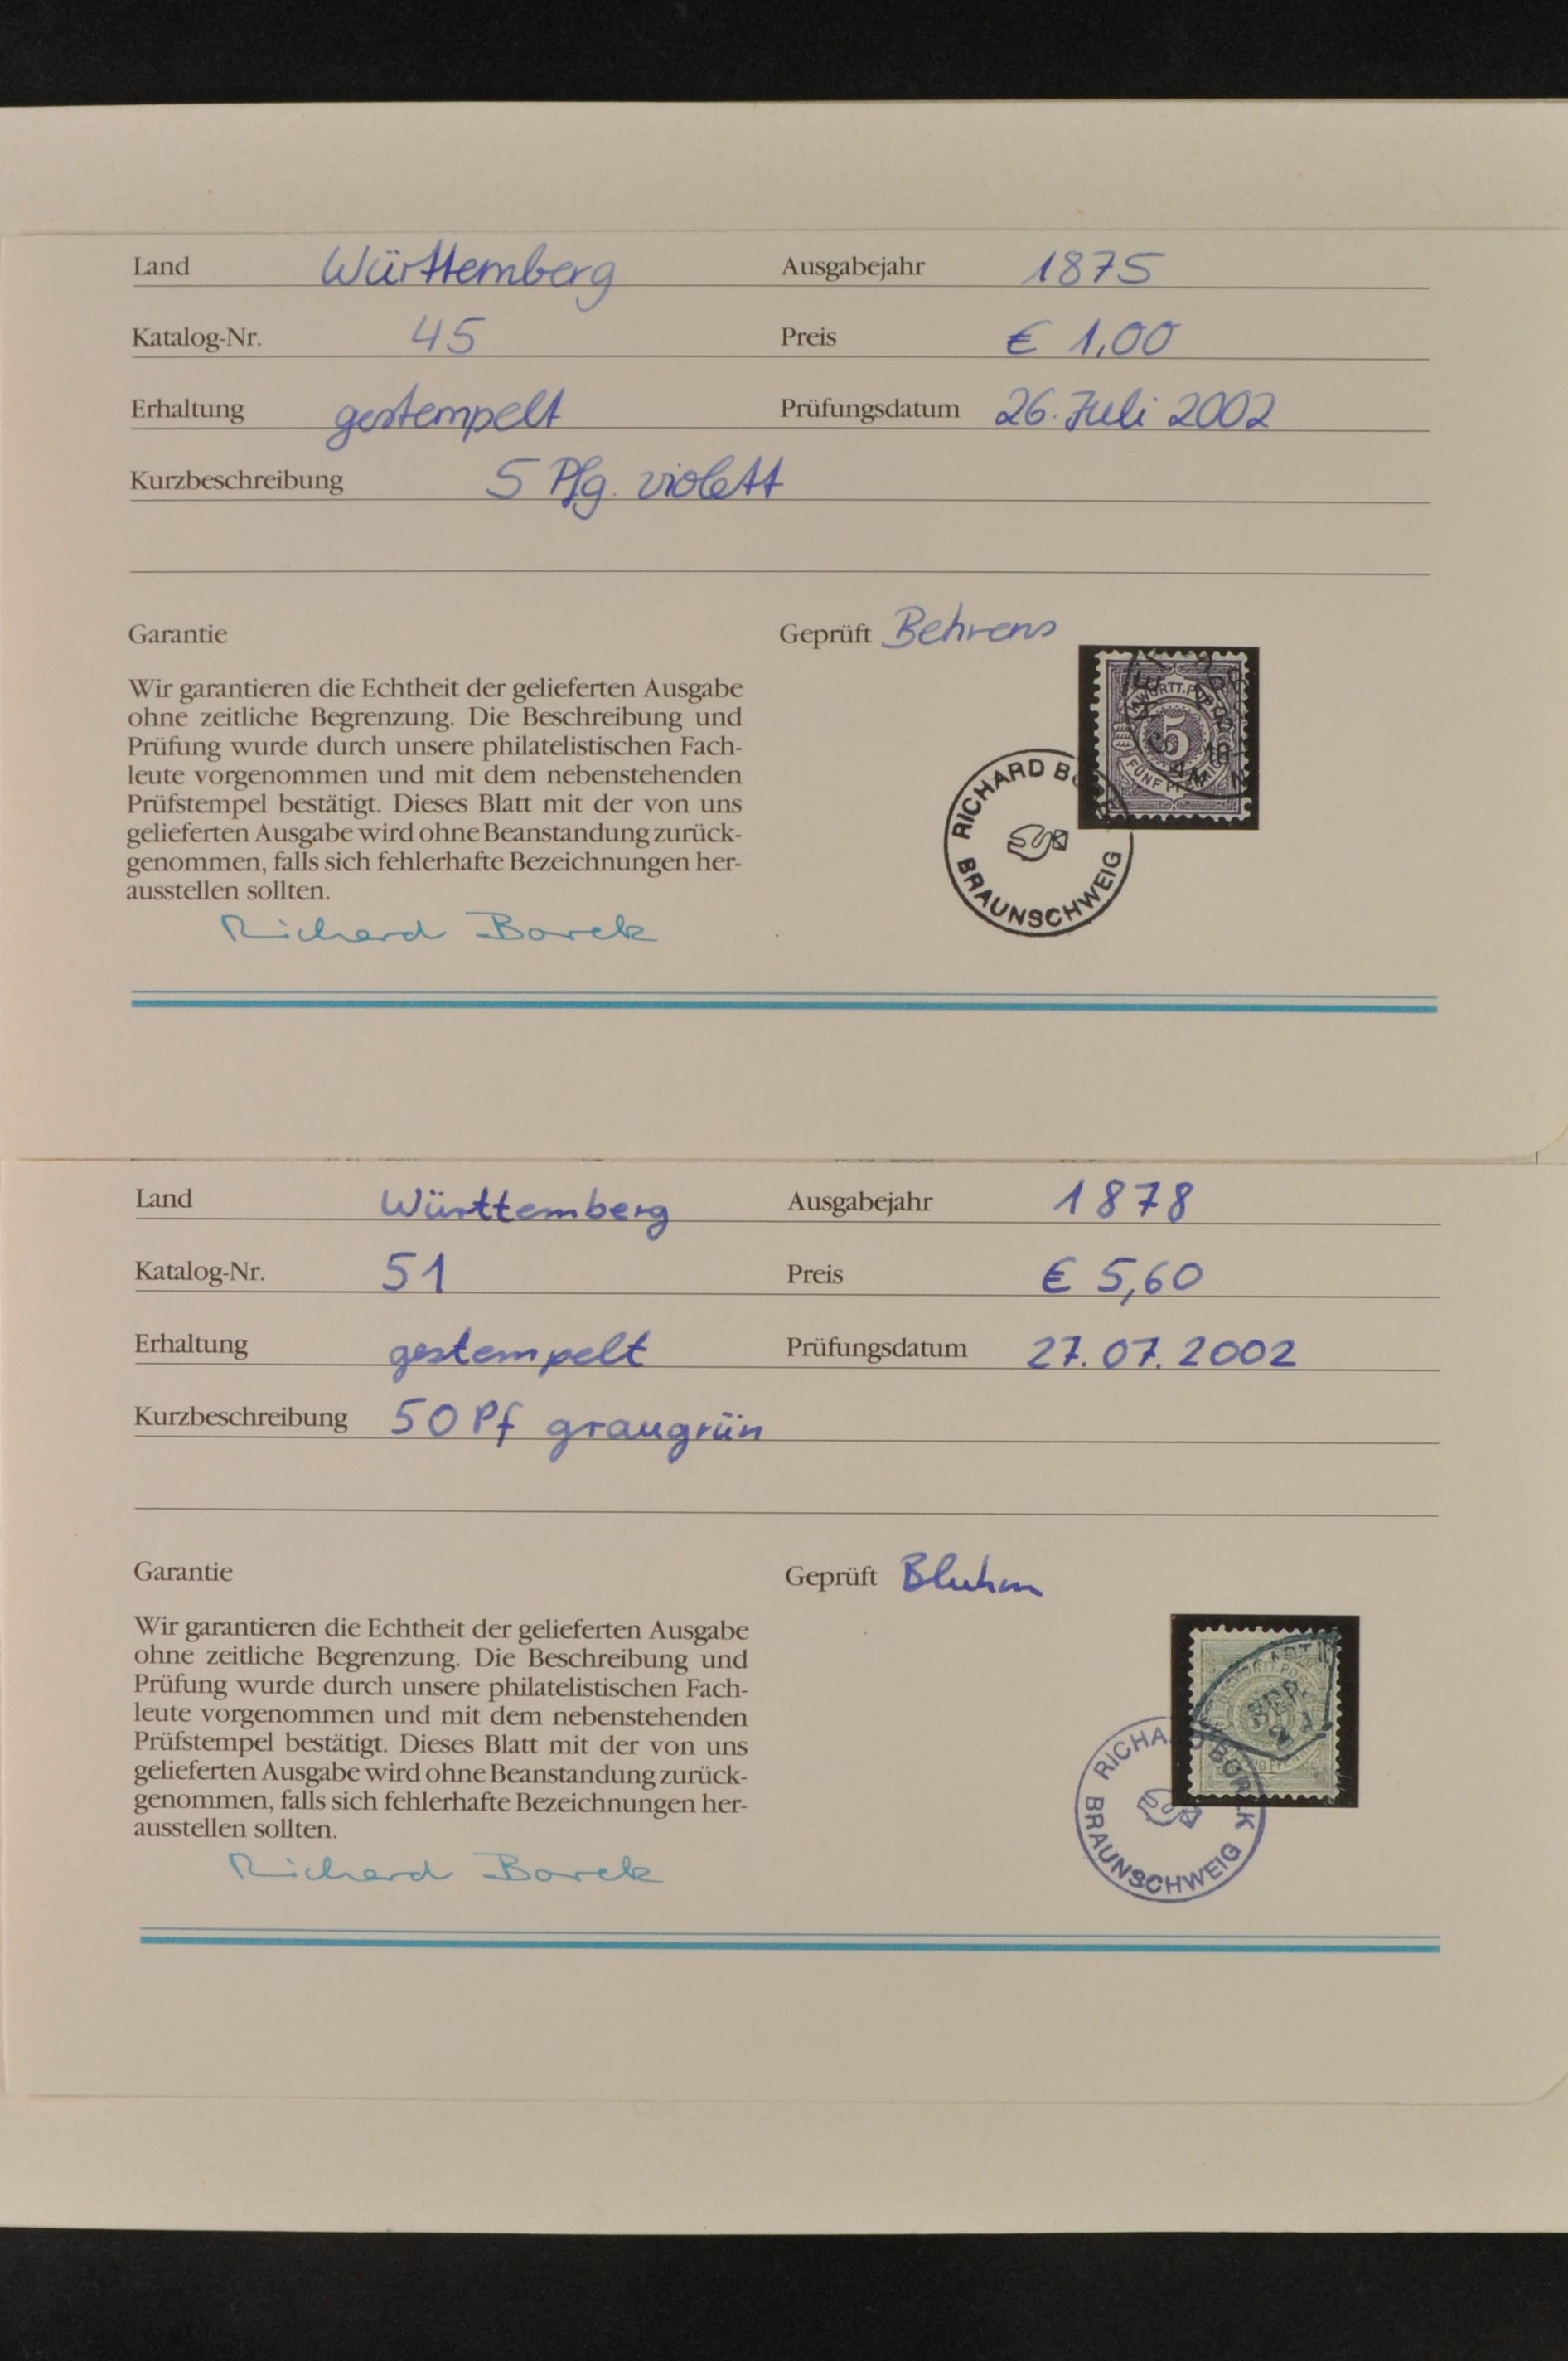 Land Württemberg Ausgabejahr 1875
Katalog-Nr. 45 Preis € 1,00
Erhaltung gestempelt Prüfungsdatum 26. Juli 2002
Kurzbeschreibung 5 Pfg. violett
Garantie Geprüft Behrens
Wir garantieren die Echtheit der gelieferten Ausgabe
ohne zeitliche Begrenzung. Die Beschreibung und
Prüfung wurde durch unsere philatelistischen Fach-
leute vorgenommen und mit dem nebenstehenden
Prüfstempel bestätigt. Dieses Blatt mit der von uns
gelieferten Ausgabe wird ohne Beanstandung zurück-
genommen, falls sich fehlerhafte Bezeichnungen her-
ausstellen sollten.
Richard Borek
5
FÜNF
RICHARD
BRAUNSCHWEIG
Land Württemberg Ausgabejahr 1878
Katalog-Nr. 51 Preis € 5,60
Erhaltung gestempelt Prüfungsdatum 27.07.2002
Kurzbeschreibung 50 Pf graugrün
Garantie Geprüft Bluhm
Wir garantieren die Echtheit der gelieferten Ausgabe
ohne zeitliche Begrenzung. Die Beschreibung und
Prüfung wurde durch unsere philatelistischen Fach-
leute vorgenommen und mit dem nebenstehenden
Prüfstempel bestätigt. Dieses Blatt mit der von uns
gelieferten Ausgabe wird ohne Beanstandung zurück-
genommen, falls sich fehlerhafte Bezeichnungen her-
ausstellen sollten.
Richard Borek
RICHARD BOREK
BRAUNSCHWEIG